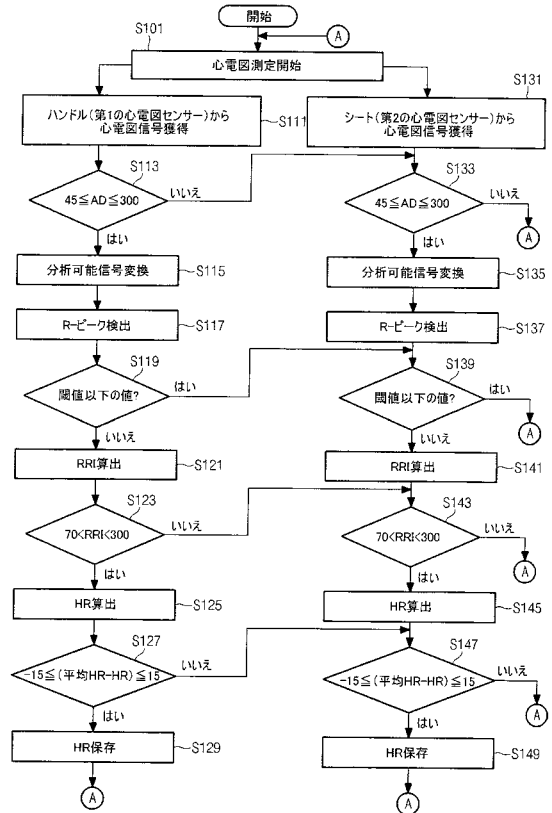 開始
A
S101
心電図測定開始
ハンドル(第1の心電図センサー)から
心電図信号獲得
S111
S113
45≦AD≦300
いいえ
はい
分析可能信号変換
S115
R-ピーク検出
S117
S119
閾値以下の値?
はい
いいえ
RRI算出
S121
S123
70<RRI<300
いいえ
はい
HR算出
S125
S127
-15≦(平均HR-HR)≦15
いいえ
はい
HR保存
S129
A
S131
シート(第2の心電図センサー)から
心電図信号獲得
S133
45≦AD≦300
いいえ
A
はい
分析可能信号変換
S135
R-ピーク検出
S137
S139
閾値以下の値?
はい
A
いいえ
RRI算出
S141
S143
70<RRI<300
いいえ
A
はい
HR算出
S145
S147
-15≦(平均HR-HR)≦15
いいえ
A
はい
HR保存
S149
A